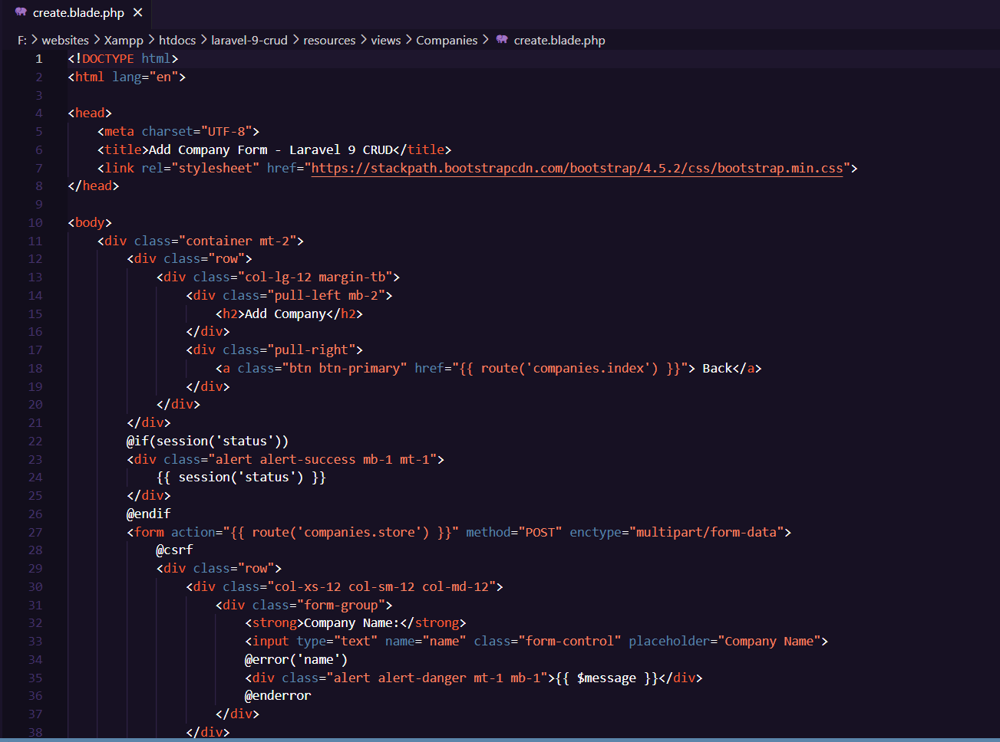 create.blade.php ×
F: > websites > Xampp > htdocs > laravel-9-crud > resources > views > Companies > create.blade.php
1 <!DOCTYPE html>
2 <html lang="en">
3
4 <head>
5     <meta charset="UTF-8">
6     <title>Add Company Form - Laravel 9 CRUD</title>
7     <link rel="stylesheet" href="https://stackpath.bootstrapcdn.com/bootstrap/4.5.2/css/bootstrap.min.css">
8 </head>
9
10 <body>
11     <div class="container mt-2">
12         <div class="row">
13             <div class="col-lg-12 margin-tb">
14                 <div class="pull-left mb-2">
15                     <h2>Add Company</h2>
16                 </div>
17                 <div class="pull-right">
18                     <a class="btn btn-primary" href="{{ route('companies.index') }}"> Back</a>
19                 </div>
20             </div>
21         </div>
22         @if(session('status'))
23         <div class="alert alert-success mb-1 mt-1">
24             {{ session('status') }}
25         </div>
26         @endif
27         <form action="{{ route('companies.store') }}" method="POST" enctype="multipart/form-data">
28             @csrf
29             <div class="row">
30                 <div class="col-xs-12 col-sm-12 col-md-12">
31                     <div class="form-group">
32                         <strong>Company Name:</strong>
33                         <input type="text" name="name" class="form-control" placeholder="Company Name">
34                         @error('name')
35                         <div class="alert alert-danger mt-1 mb-1">{{ $message }}</div>
36                         @enderror
37                     </div>
38                 </div>